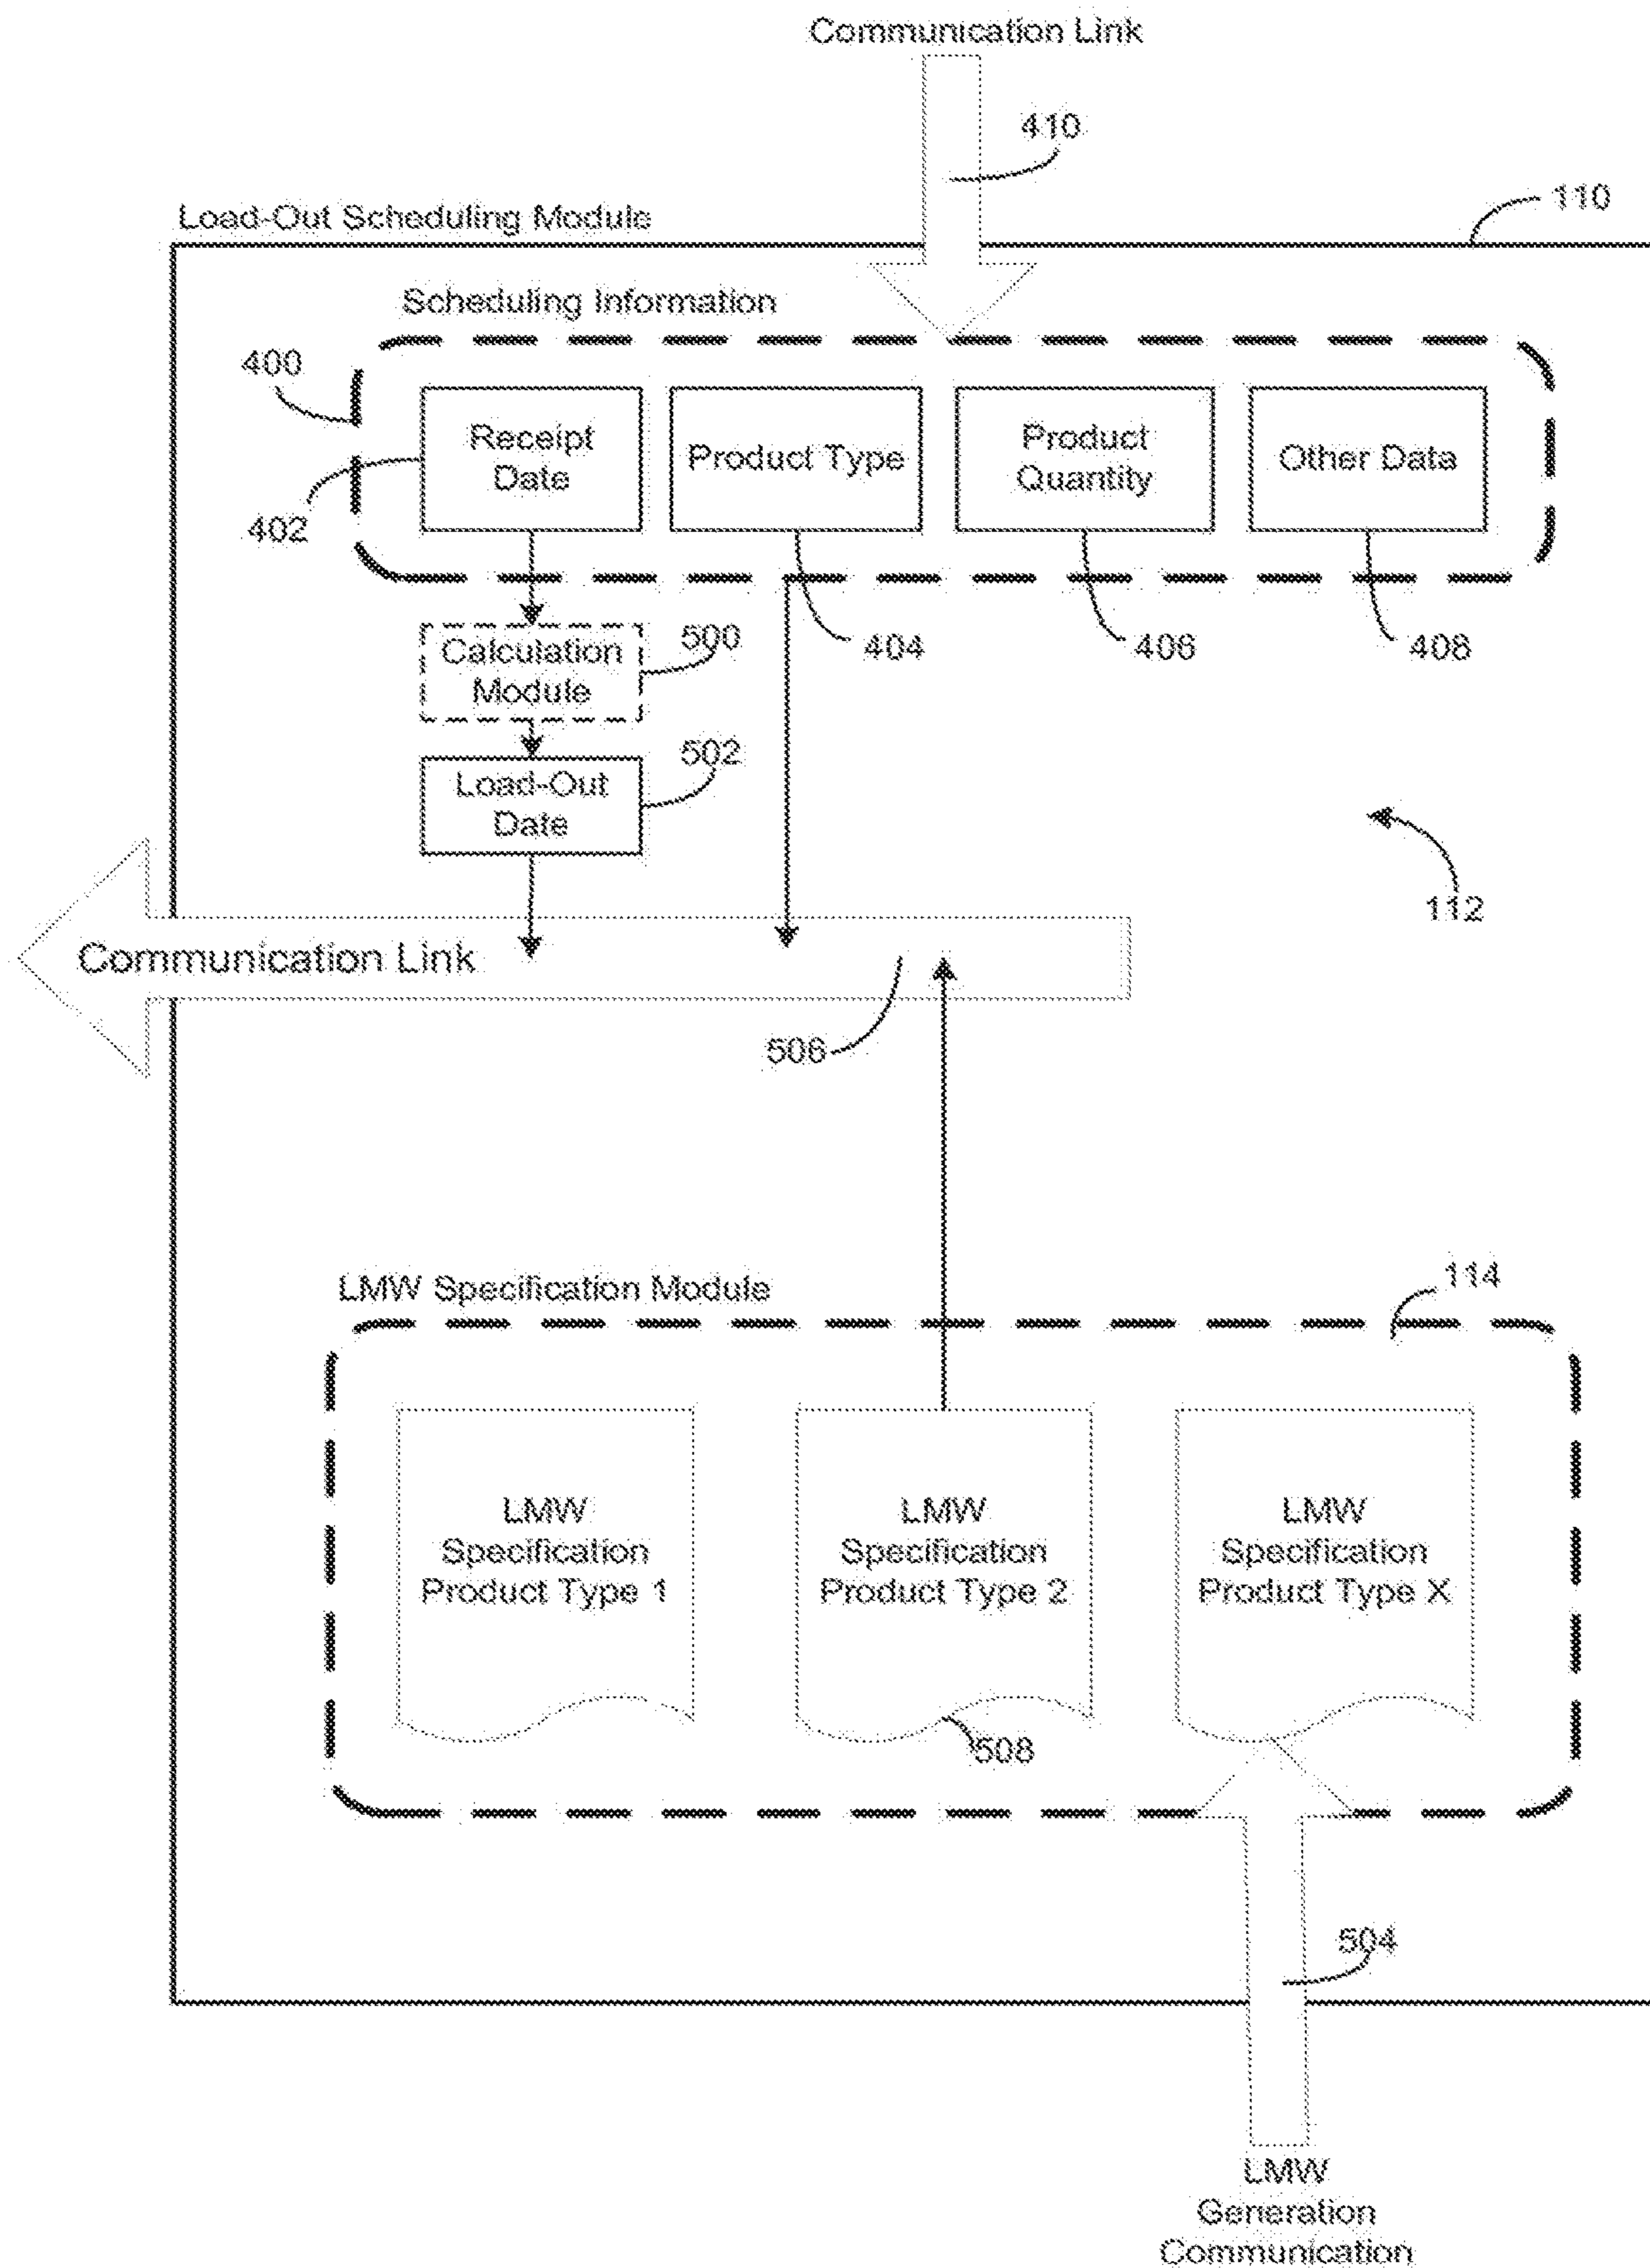 Communication Link
410
110
Load-Out Scheduling Module
Scheduling Information
400
Receipt
Date
Product Type
Product
Quantity
Other Data
402
404
406
408
Calculation
Module
500
Load-Out
Date
502
112
Communication Link
506
LMW Specification Module
114
LMW
Specification
Product Type 1
LMW
Specification
Product Type 2
LMW
Specification
Product Type X
508
504
LMW
Generation
Communication